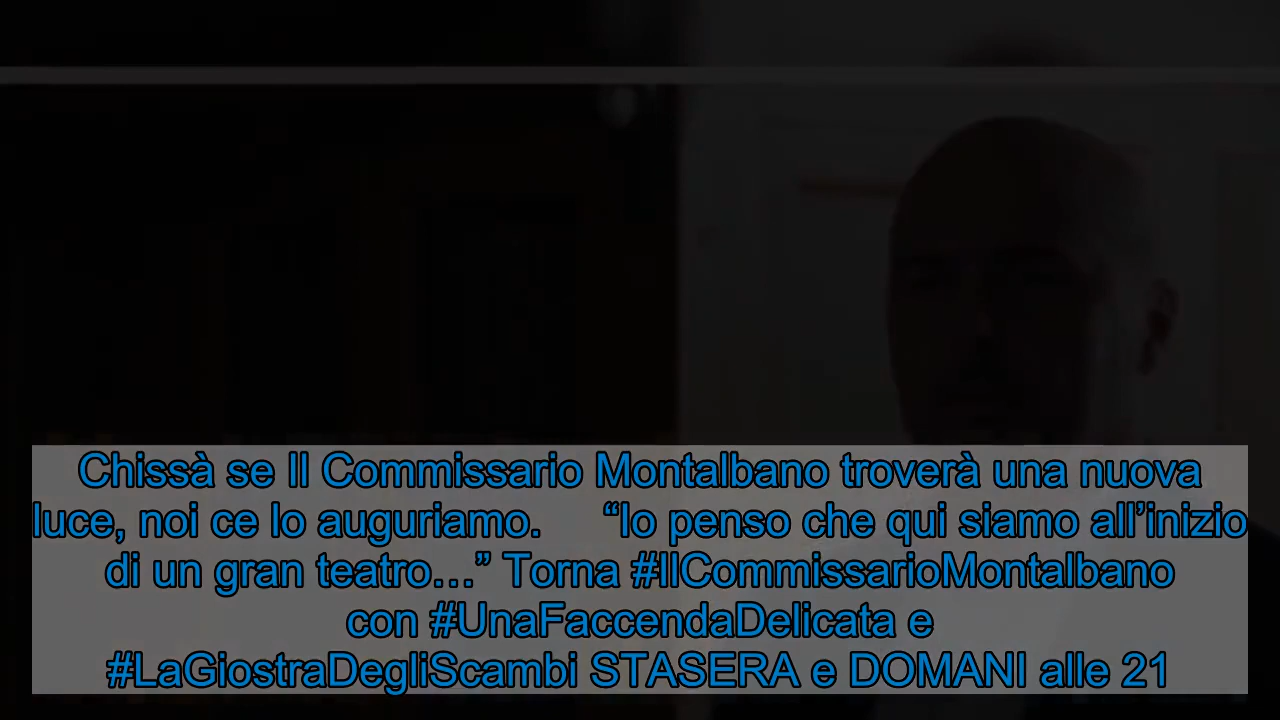 Chissà se Il Commissario Montalbano troverà una nuova
luce, noi ce lo auguriamo. “Io penso che qui siamo all’inizio
di un gran teatro…” Torna #IlCommissarioMontalbano
con #UnaFaccendaDelicata e
#LaGiostraDegliScambi STASERA e DOMANI alle 21